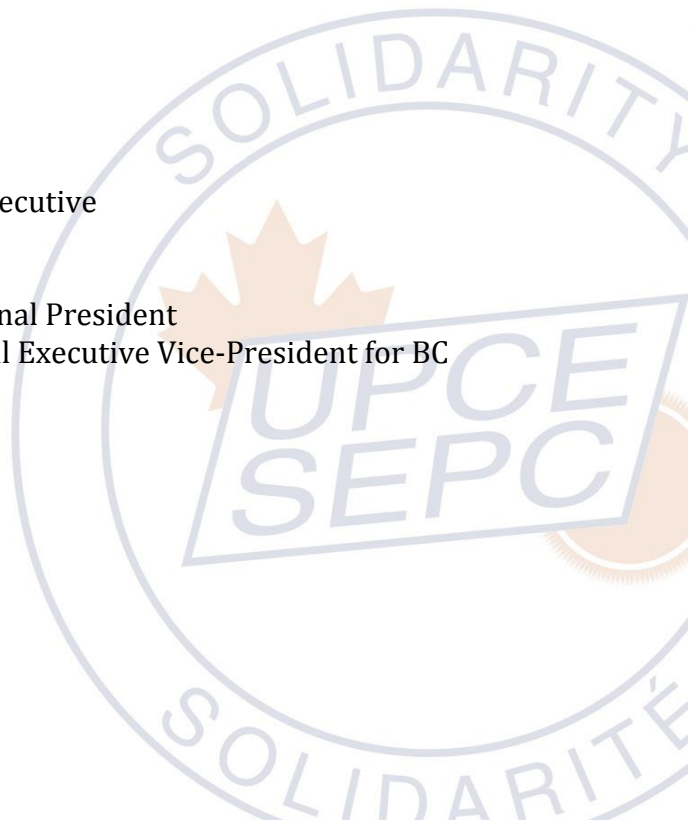 SOLIDARITY
ecutive
nal President
l Executive Vice-President for BC
UPCE
SEPC
SOLIDARITÉ